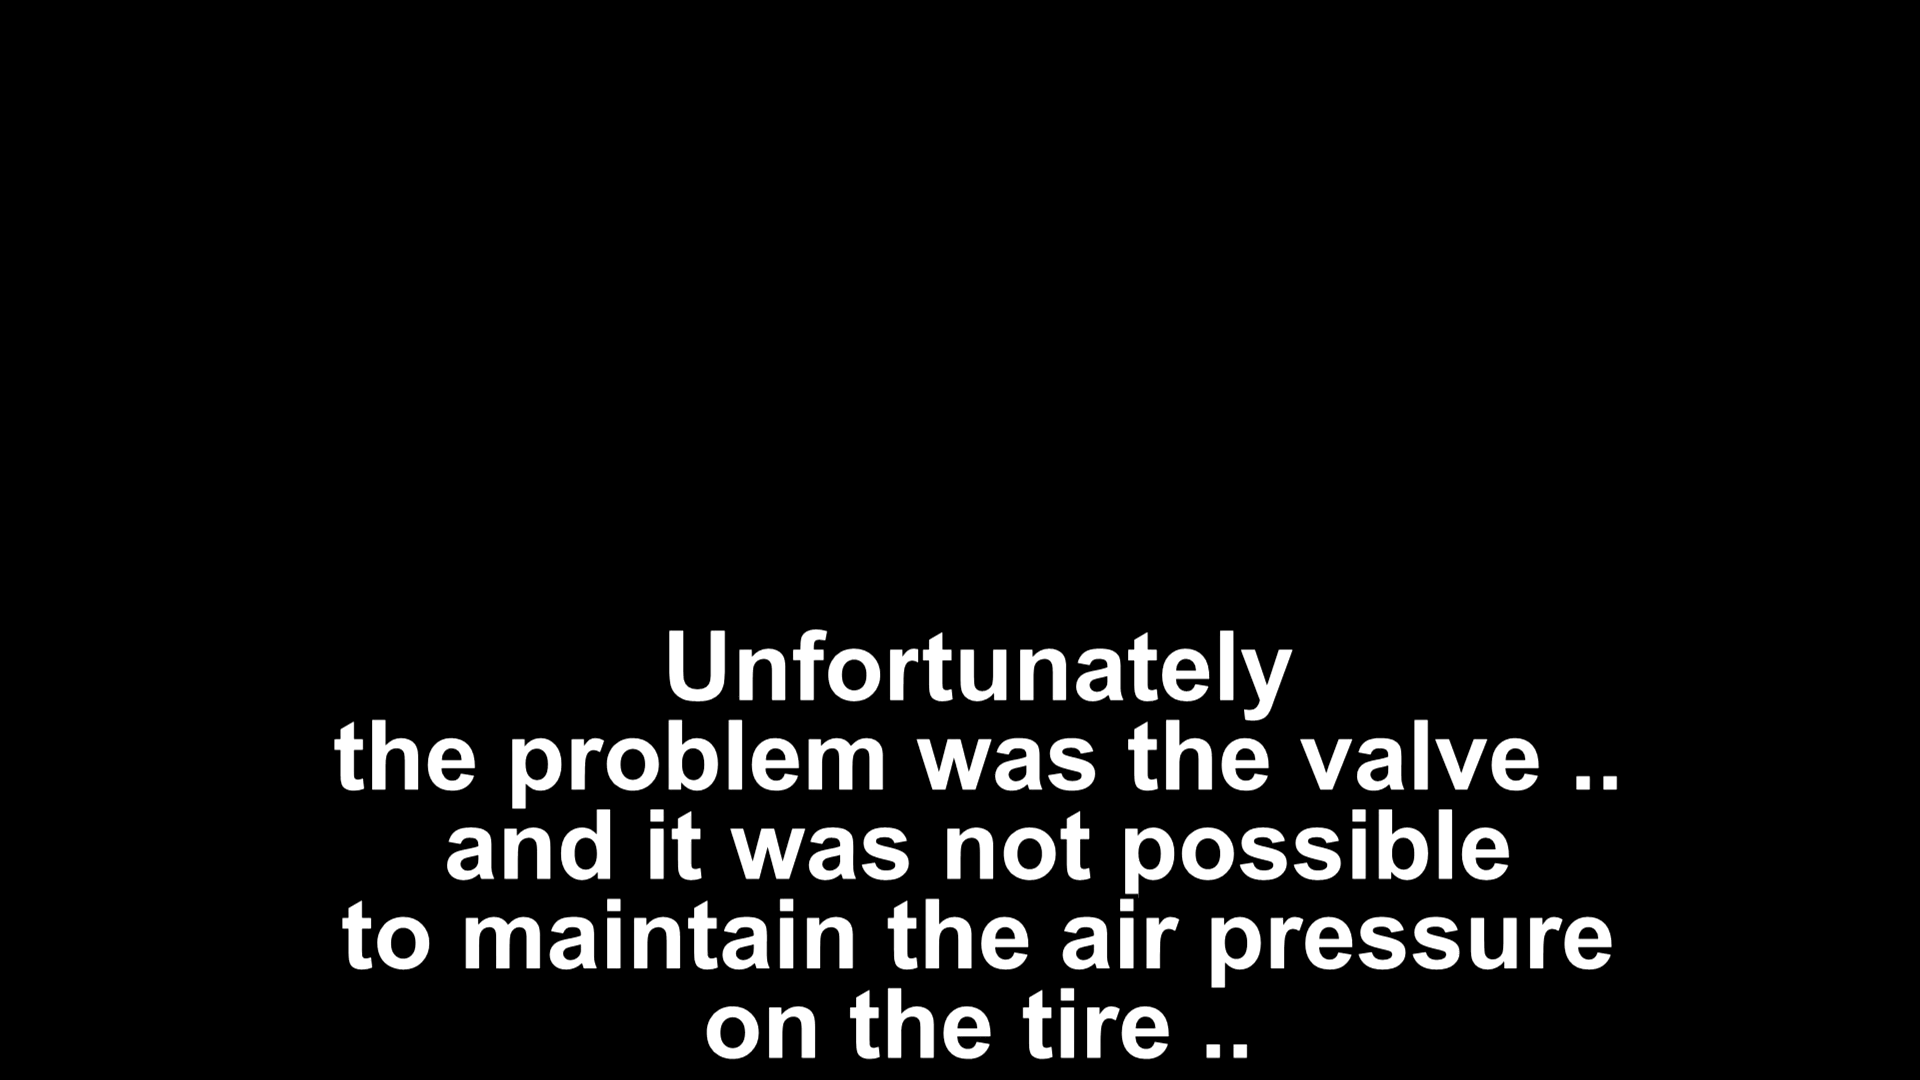 Unfortunately
the problem was the valve ..
and it was not possible
to maintain the air pressure
on the tire ..